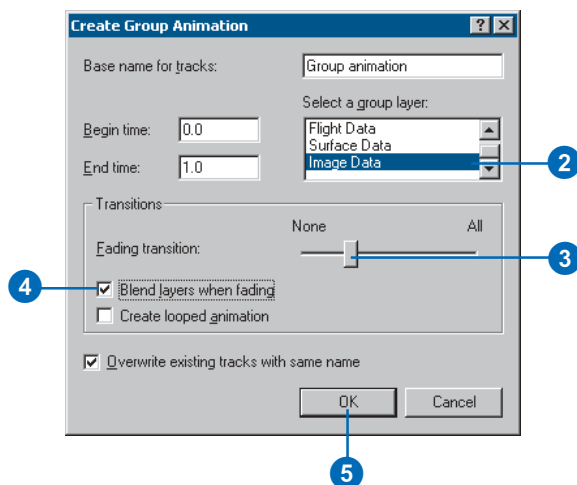 Create Group Animation
Base name for tracks:
Group animation
Select a group layer:
Begin time:
0.0
End time:
1.0
Flight Data
Surface Data
Image Data
2
Transitions
None
All
Fading transition:
3
4
Blend layers when fading
Create looped animation
Overwrite existing tracks with same name
OK
Cancel
5